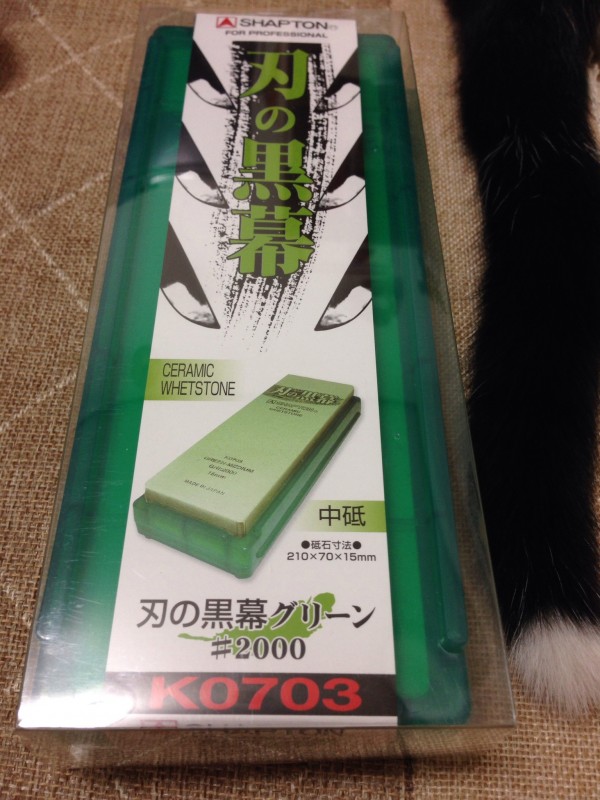 SHAPTON®
FOR PROFESSIONAL
刃の黒幕
CERAMIC
WHETSTONE
中砥
●砥石寸法●
210×70×15mm
刃の黒幕グリーン
#2000
K0703
SHAPTON